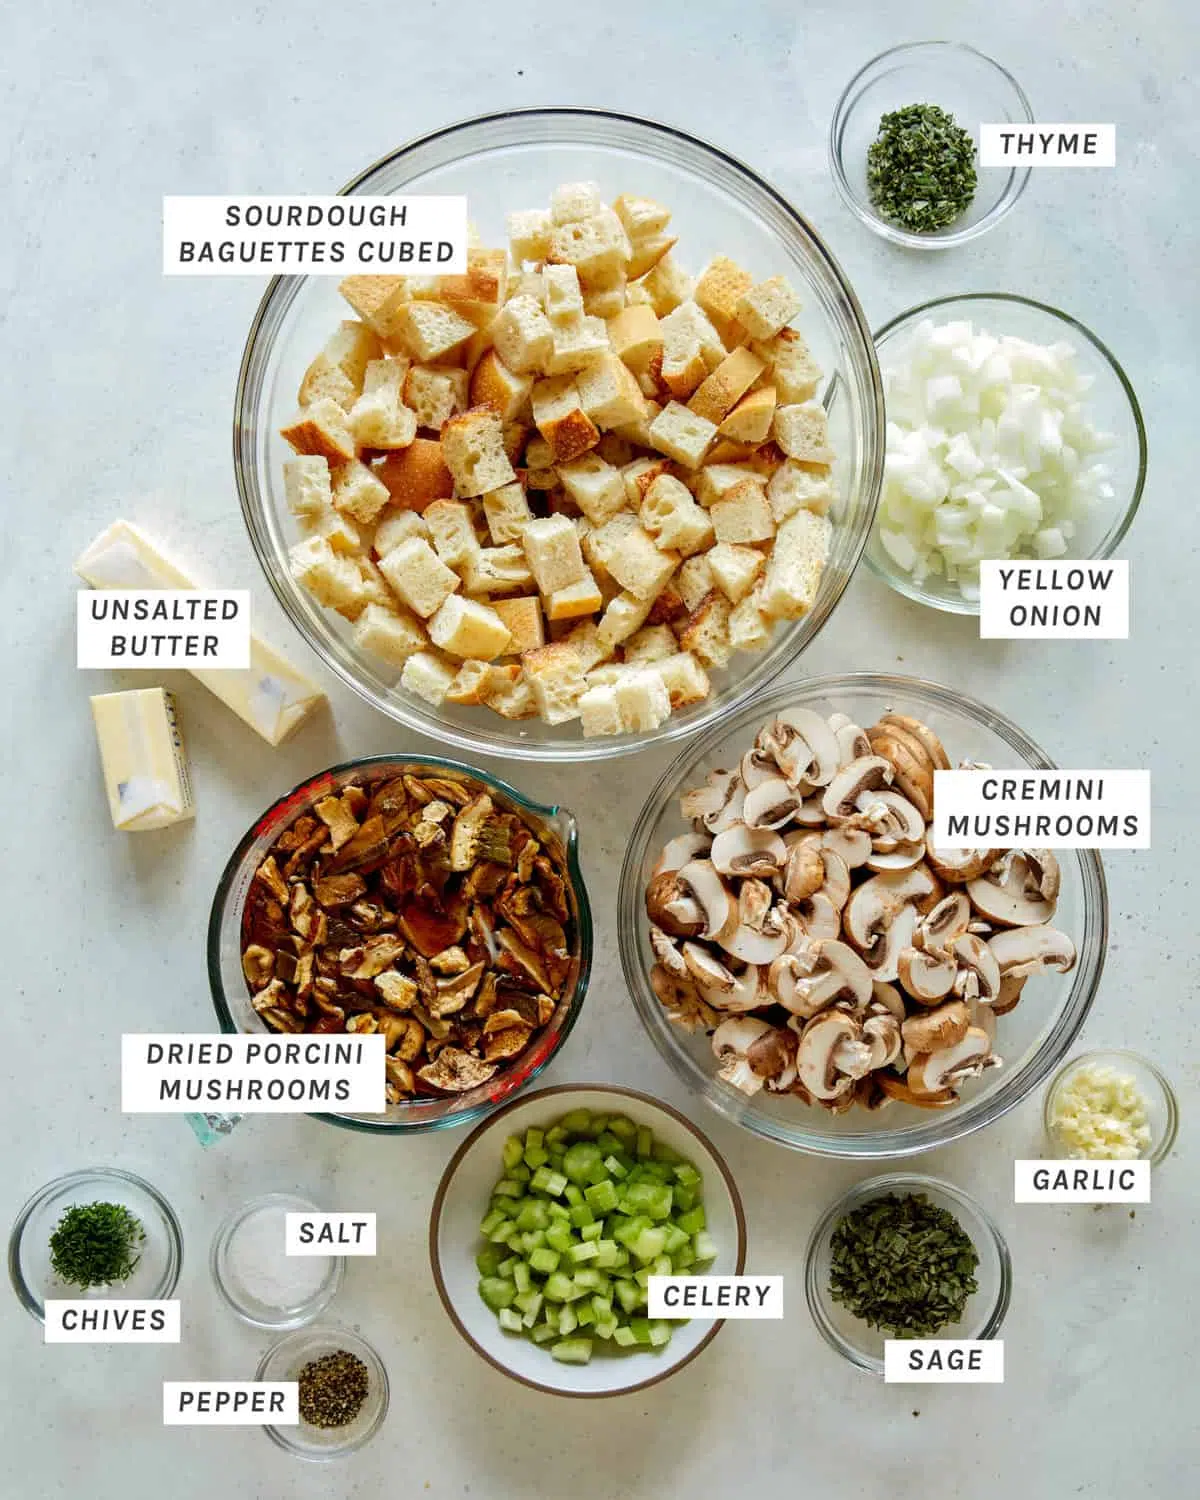 THYME
SOURDOUGH
BAGUETTES CUBED
YELLOW
ONION
UNSALTED
BUTTER
CREMINI
MUSHROOMS
DRIED PORCINI
MUSHROOMS
GARLIC
SALT
CELERY
CHIVES
SAGE
PEPPER